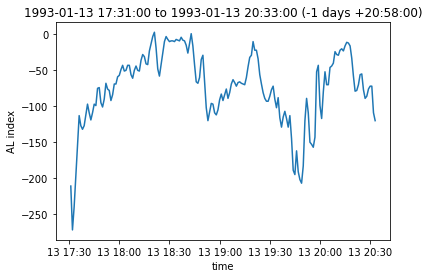 1993-01-13 17:31:00 to 1993-01-13 20:33:00 (-1 days +20:58:00)
0
−50
−100
−150
−200
−250
AL index
13 17:30 13 18:00 13 18:30 13 19:00 13 19:30 13 20:00 13 20:30
time